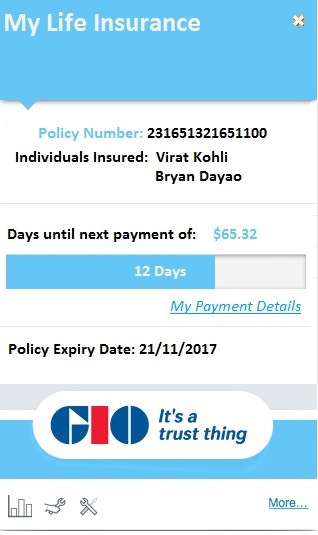 My Life Insurance
Policy Number: 231651321651100
Individuals Insured: Virat Kohli
Bryan Dayao
Days until next payment of: $65.32
12 Days
My Payment Details
Policy Expiry Date: 21/11/2017
GIO It's a
trust thing
More...